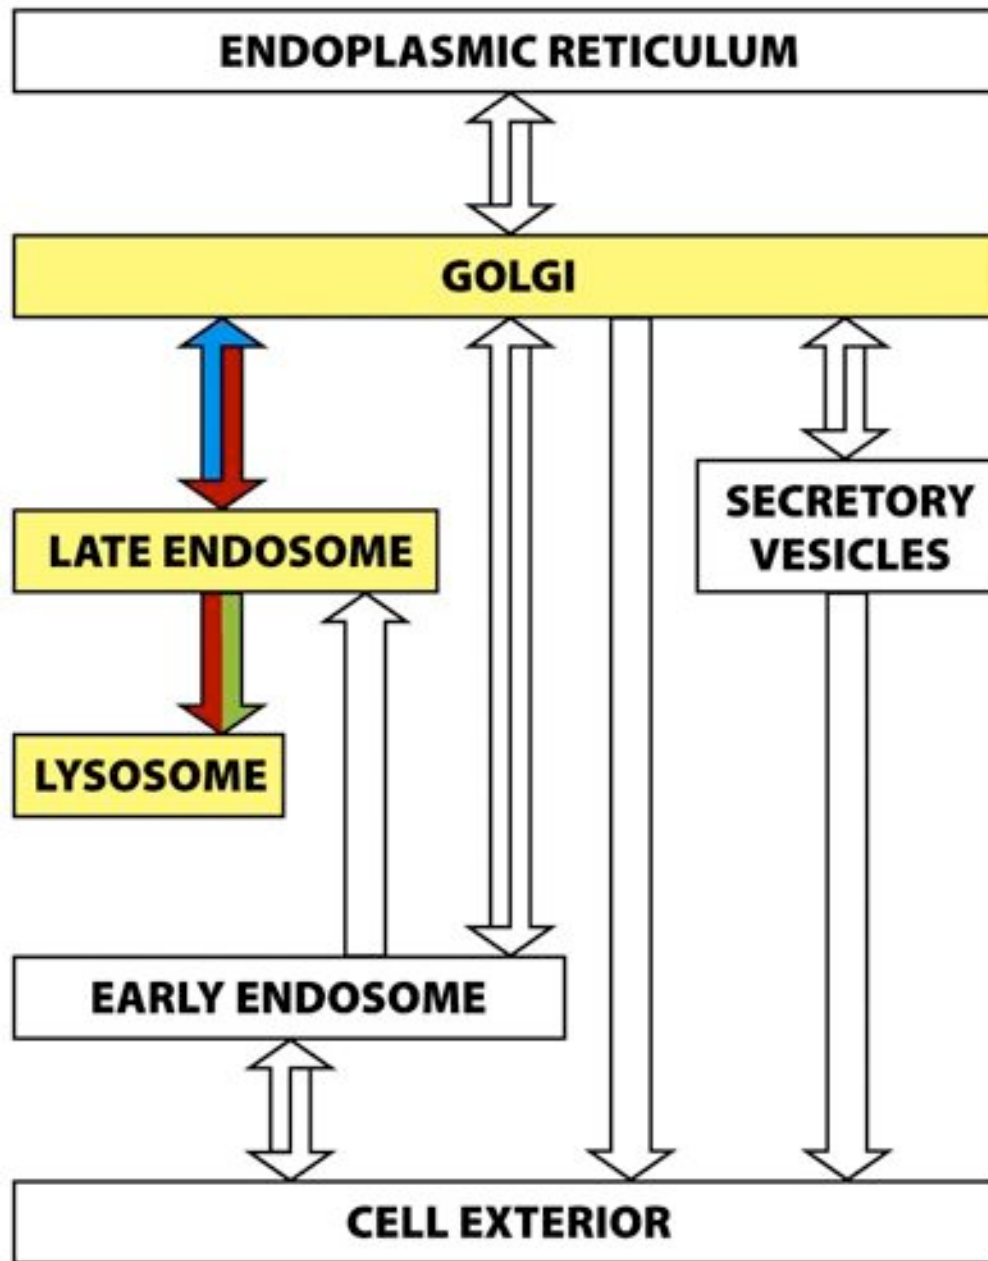 ENDOPLASMIC RETICULUM
GOLGI
LATE ENDOSOME
SECRETORY
VESICLES
LYSOSOME
EARLY ENDOSOME
CELL EXTERIOR